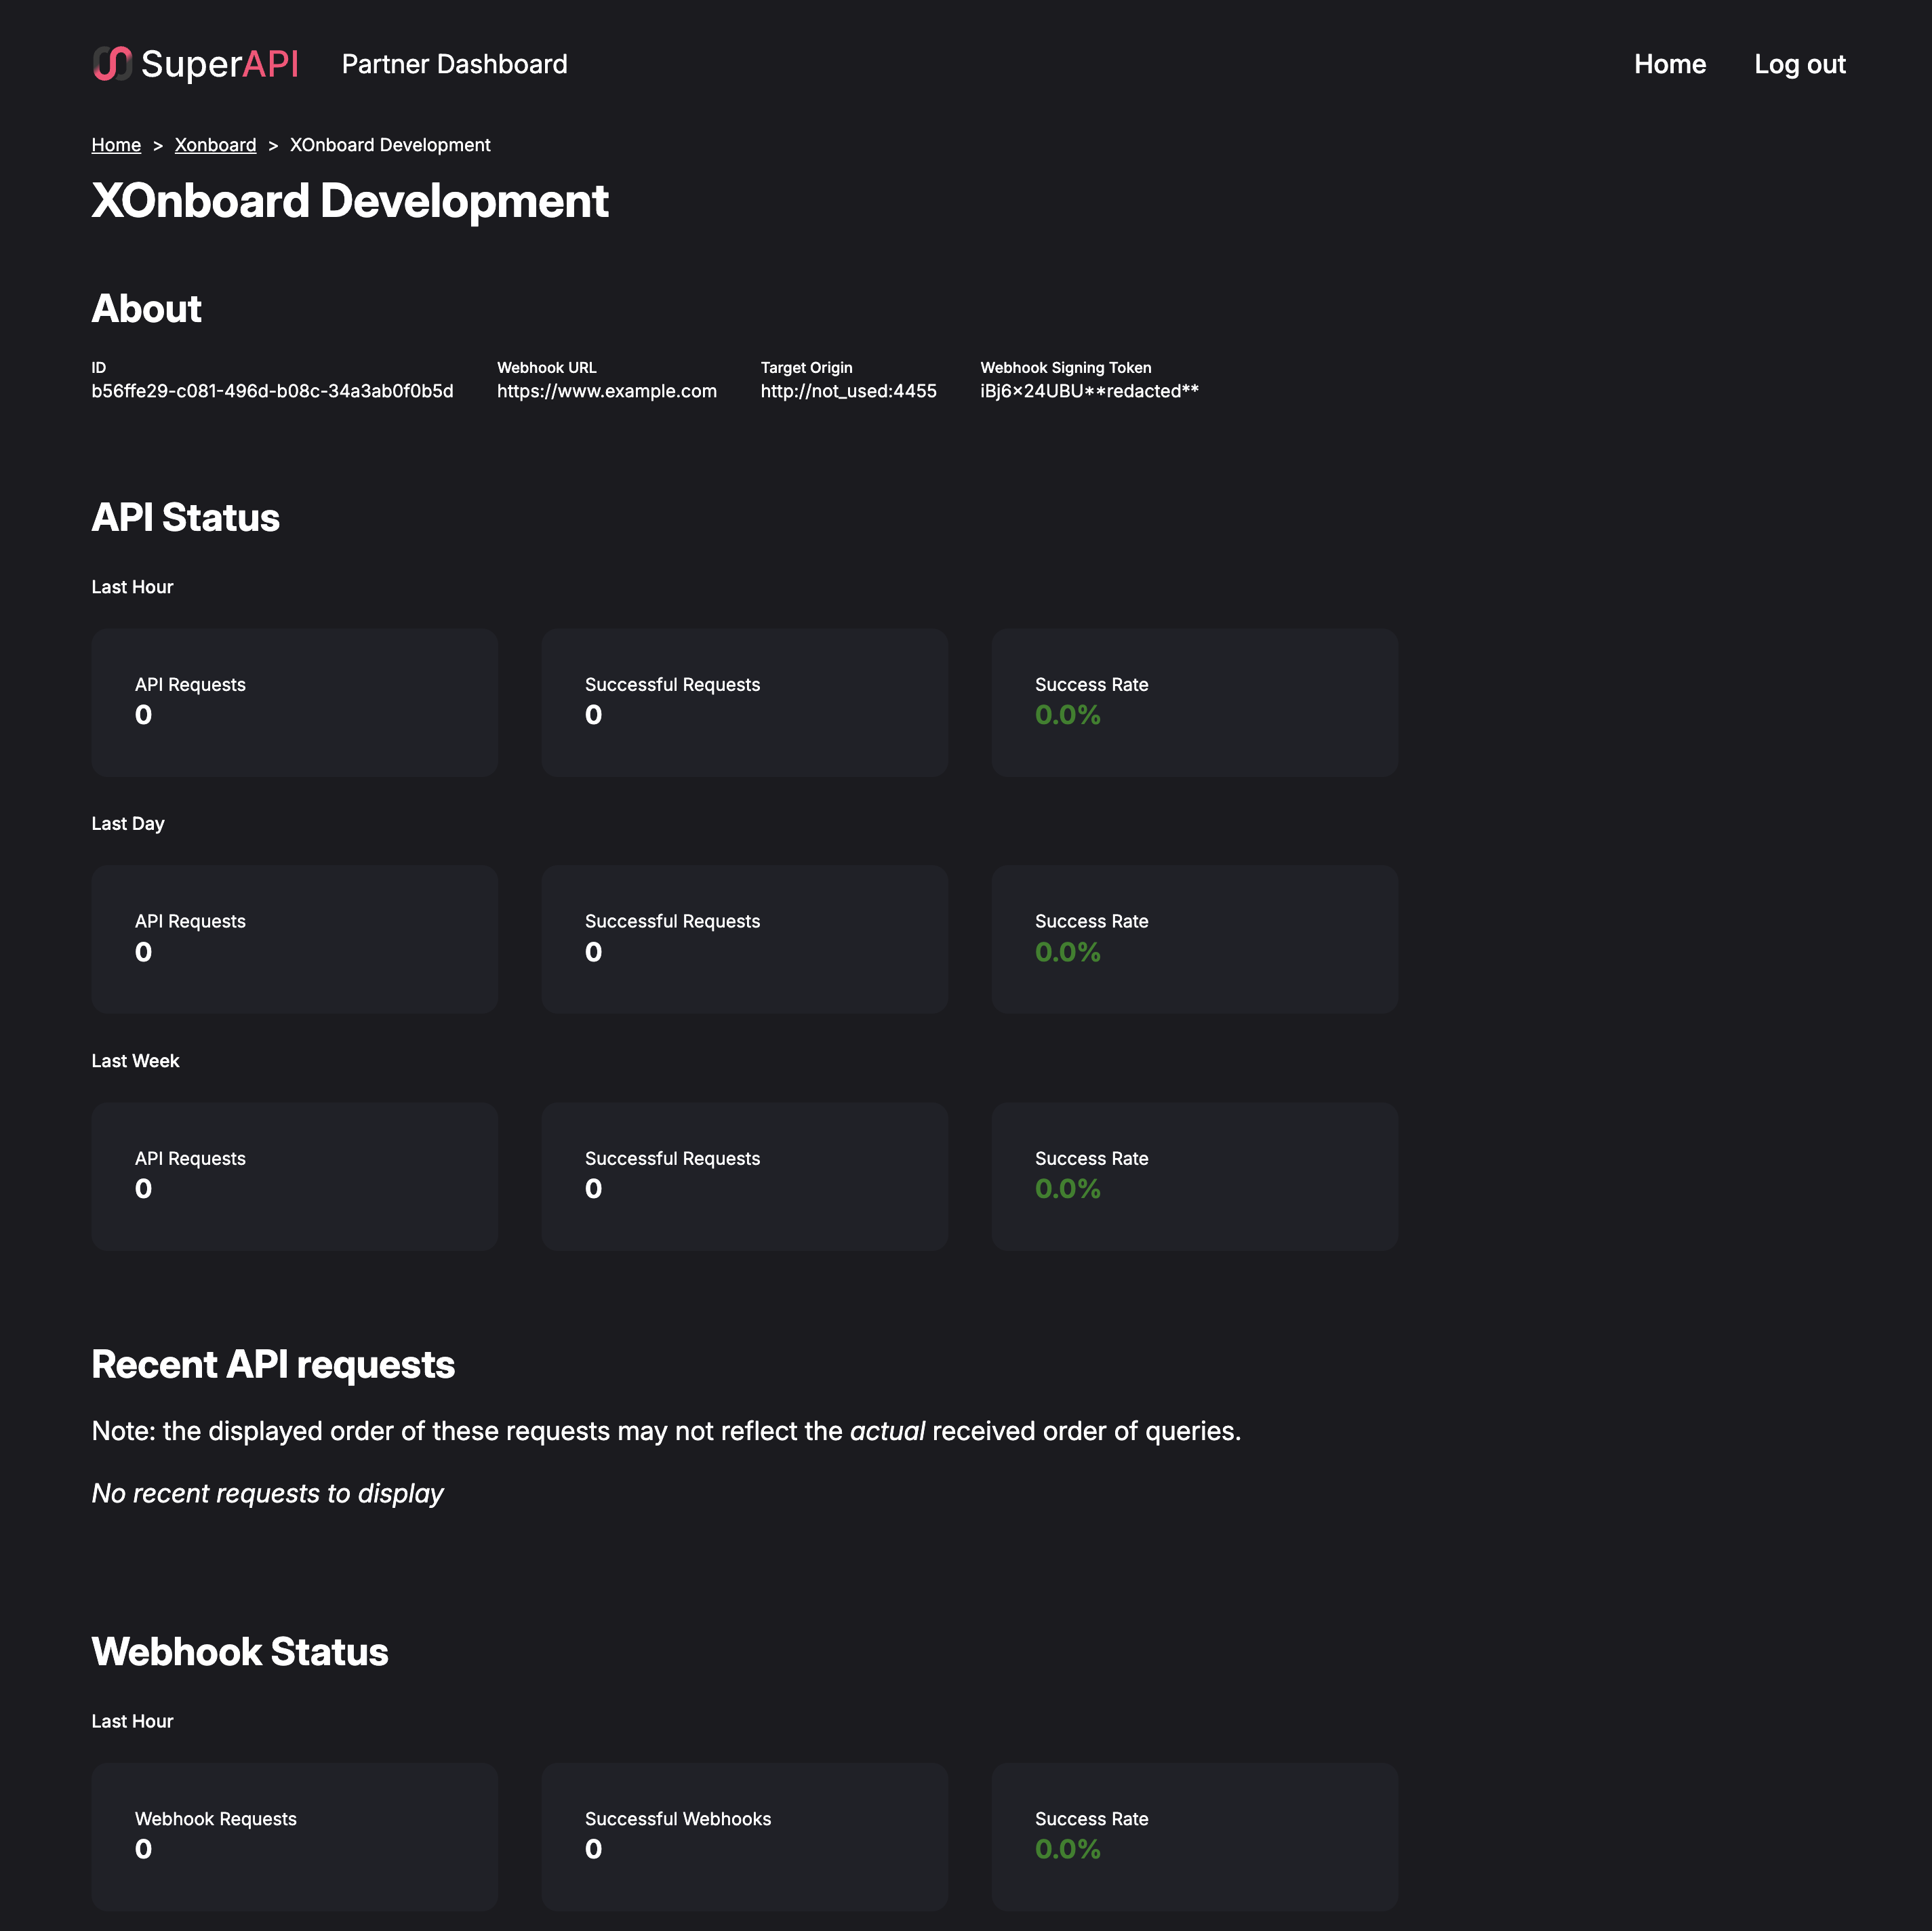 SuperAPI Partner Dashboard Home Log out
Home > Xonboard > XOnboard Development
XOnboard Development
About
ID Webhook URL Target Origin Webhook Signing Token
b56ffe29-c081-496d-b08c-34a3ab0f0b5d https://www.example.com http://not_used:4455 iBj6x24UBU**redacted**
API Status
Last Hour
API Requests Successful Requests Success Rate
0 0 0.0%
Last Day
API Requests Successful Requests Success Rate
0 0 0.0%
Last Week
API Requests Successful Requests Success Rate
0 0 0.0%
Recent API requests
Note: the displayed order of these requests may not reflect the actual received order of queries.
No recent requests to display
Webhook Status
Last Hour
Webhook Requests Successful Webhooks Success Rate
0 0 0.0%